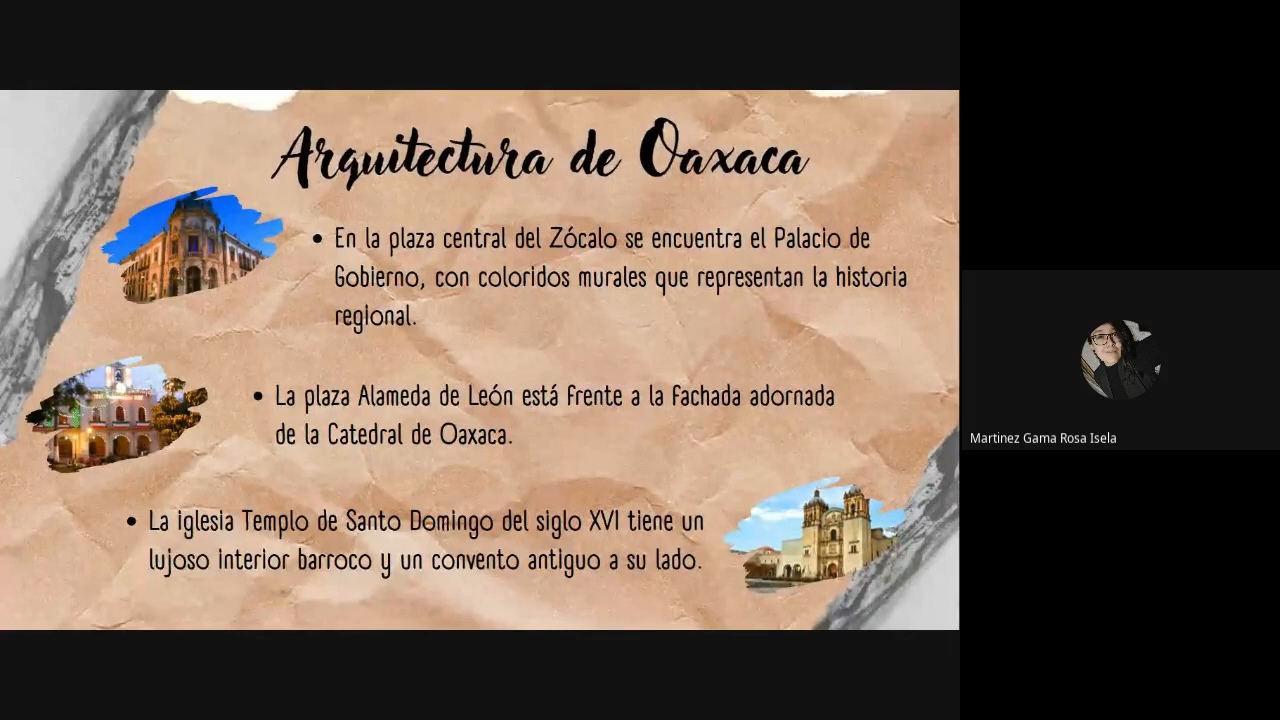 Arquitectura de Oaxaca
• En la plaza central del Zócalo se encuentra el Palacio de
Gobierno, con coloridos murales que representan la historia
regional.
• La plaza Alameda de León está frente a la fachada adornada
de la Catedral de Oaxaca.
• La iglesia Templo de Santo Domingo del siglo XVI tiene un
lujoso interior barroco y un convento antiguo a su lado.
Martinez Gama Rosa Isela